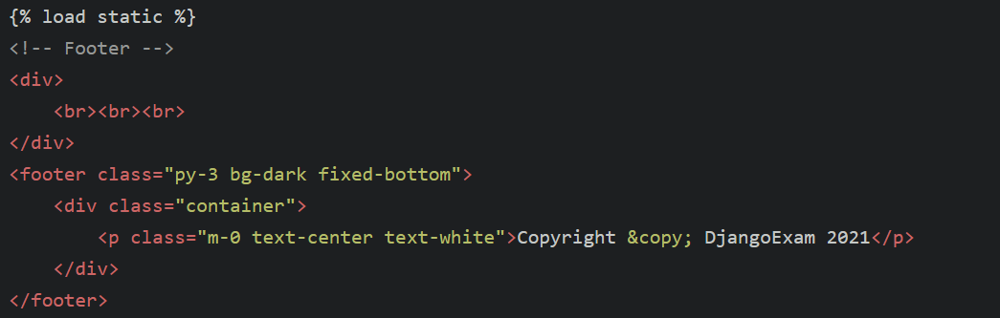 {% load static %}
<!-- Footer -->
<div>
    <br><br><br>
</div>
<footer class="py-3 bg-dark fixed-bottom">
    <div class="container">
        <p class="m-0 text-center text-white">Copyright &copy; DjangoExam 2021</p>
    </div>
</footer>